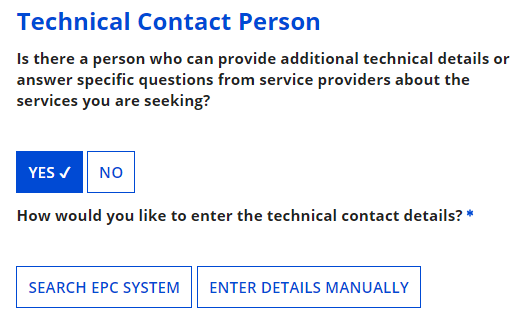 Technical Contact Person
Is there a person who can provide additional technical details or
answer specific questions from service providers about the
services you are seeking?
YES ✓ NO
How would you like to enter the technical contact details? *
SEARCH EPC SYSTEM ENTER DETAILS MANUALLY